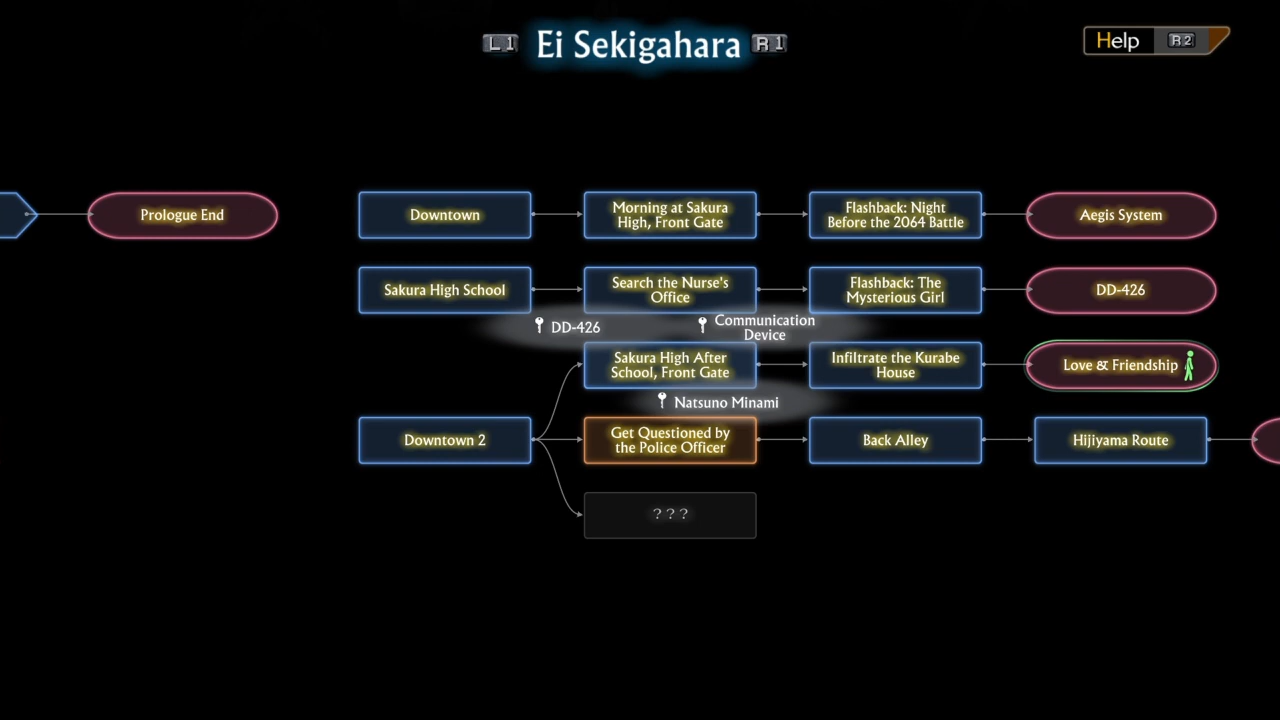 L1 Ei Sekigahara R1
Help R2
Prologue End
Downtown
Morning at Sakura
High, Front Gate
Flashback: Night
Before the 2064 Battle
Aegis System
Sakura High School
Search the Nurse's
Office
Flashback: The
Mysterious Girl
DD-426
DD-426
Communication
Device
Sakura High After
School, Front Gate
Infiltrate the Kurabe
House
Love & Friendship
Natsuno Minami
Downtown 2
Get Questioned by
the Police Officer
Back Alley
Hijiyama Route
???